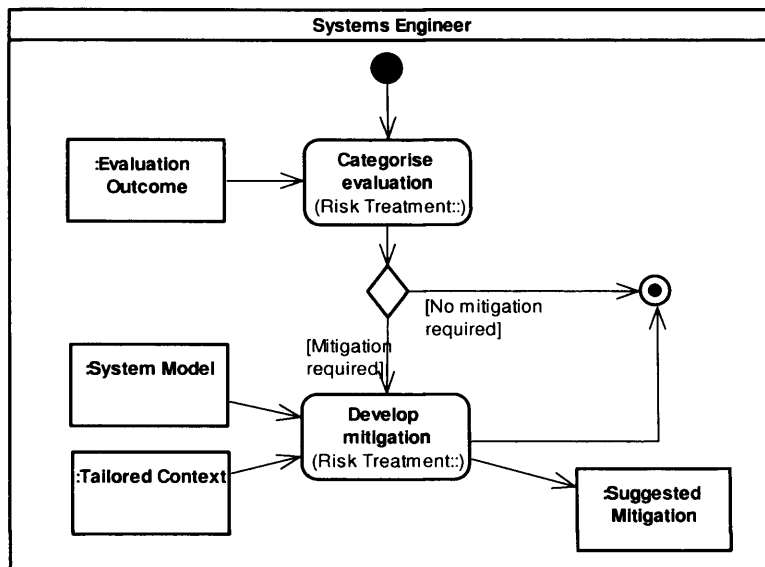 Systems Engineer
:Evaluation
Outcome
Categorise
evaluation
(Risk Treatment::)
[No mitigation
required]
[Mitigation
required]
:System Model
Develop
mitigation
(Risk Treatment::)
:Tailored Context
:Suggested
Mitigation